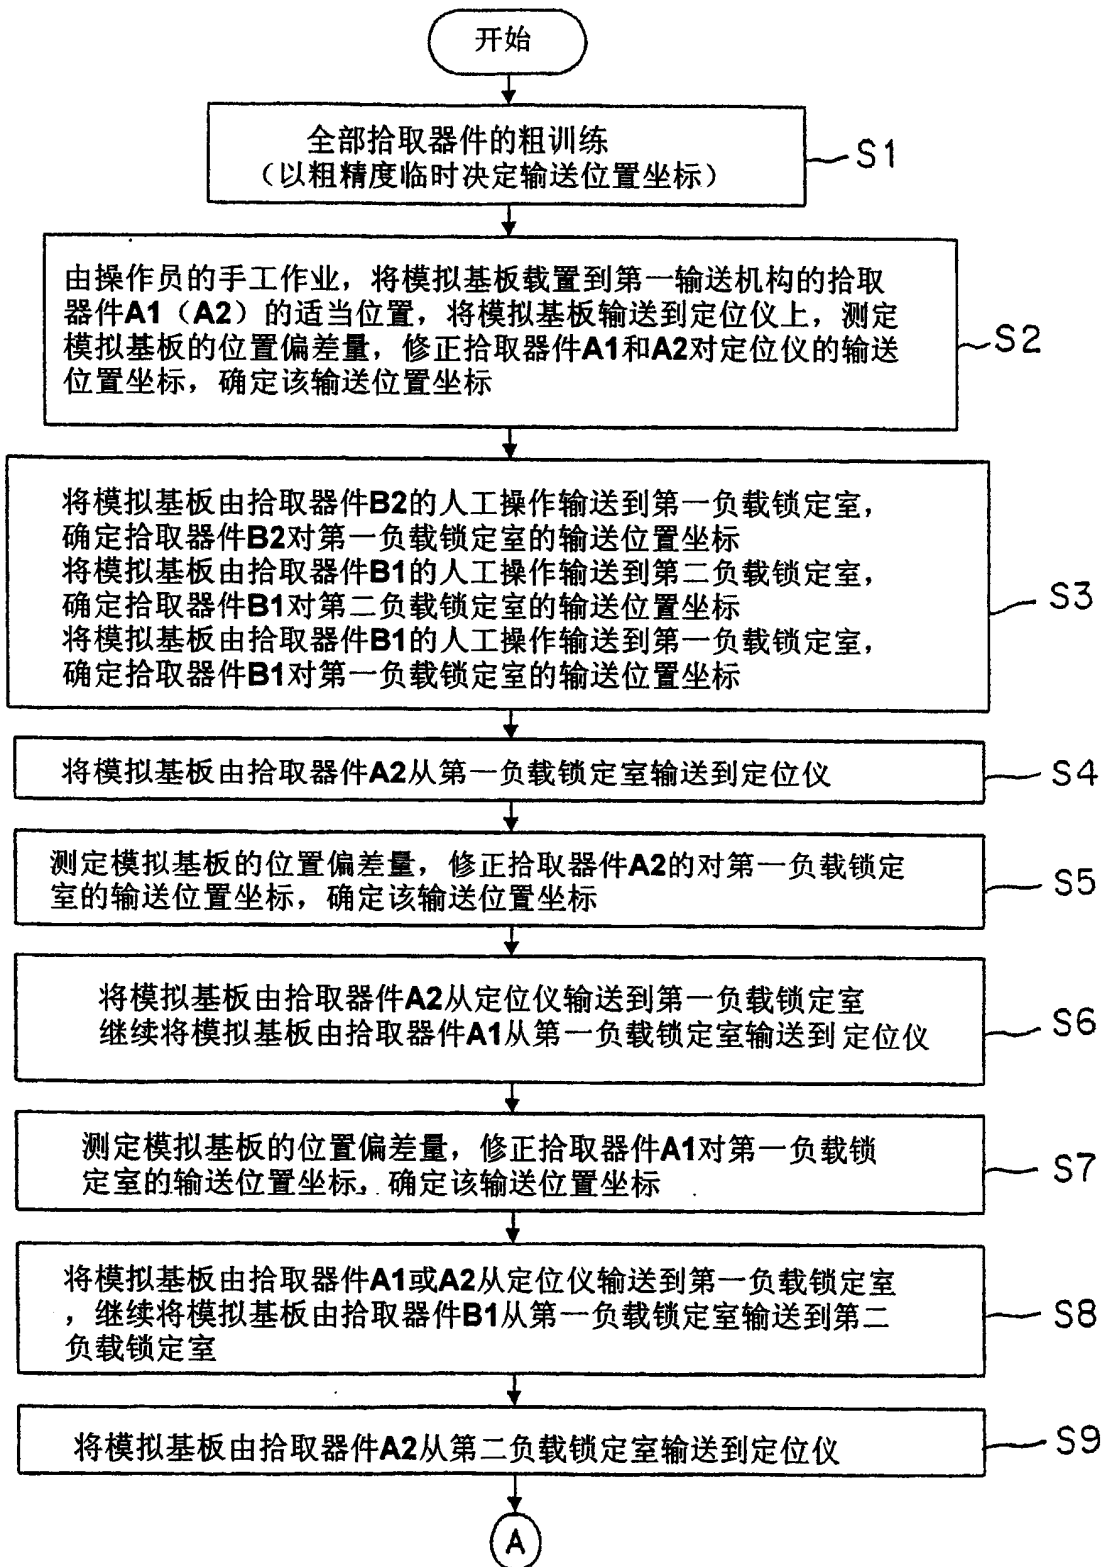 开始
全部拾取器件的粗训练
（以粗精度临时决定输送位置坐标）
S1
由操作员的手工作业，将模拟基板载置到第一输送机构的拾取
器件A1（A2）的适当位置，将模拟基板输送到定位仪上，测定
模拟基板的位置偏差量，修正拾取器件A1和A2对定位仪的输送
位置坐标，确定该输送位置坐标
S2
将模拟基板由拾取器件B2的人工操作输送到第一负载锁定室，
确定拾取器件B2对第一负载锁定室的输送位置坐标
将模拟基板由拾取器件B1的人工操作输送到第二负载锁定室，
确定拾取器件B1对第二负载锁定室的输送位置坐标
将模拟基板由拾取器件B1的人工操作输送到第一负载锁定室，
确定拾取器件B1对第一负载锁定室的输送位置坐标
S3
将模拟基板由拾取器件A2从第一负载锁定室输送到定位仪
S4
测定模拟基板的位置偏差量，修正拾取器件A2的对第一负载锁定
室的输送位置坐标，确定该输送位置坐标
S5
将模拟基板由拾取器件A2从定位仪输送到第一负载锁定室
继续将模拟基板由拾取器件A1从第一负载锁定室输送到 定位仪
S6
测定模拟基板的位置偏差量，修正拾取器件A1对第一负载锁
定室的输送位置坐标，确定该输送位置坐标
S7
将模拟基板由拾取器件A1或A2从定位仪输送到第一负载锁定室
，继续将模拟基板由拾取器件B1从第一负载锁定室输送到第二
负载锁定室
S8
将模拟基板由拾取器件A2从第二负载锁定室输送到定位仪
S9
A